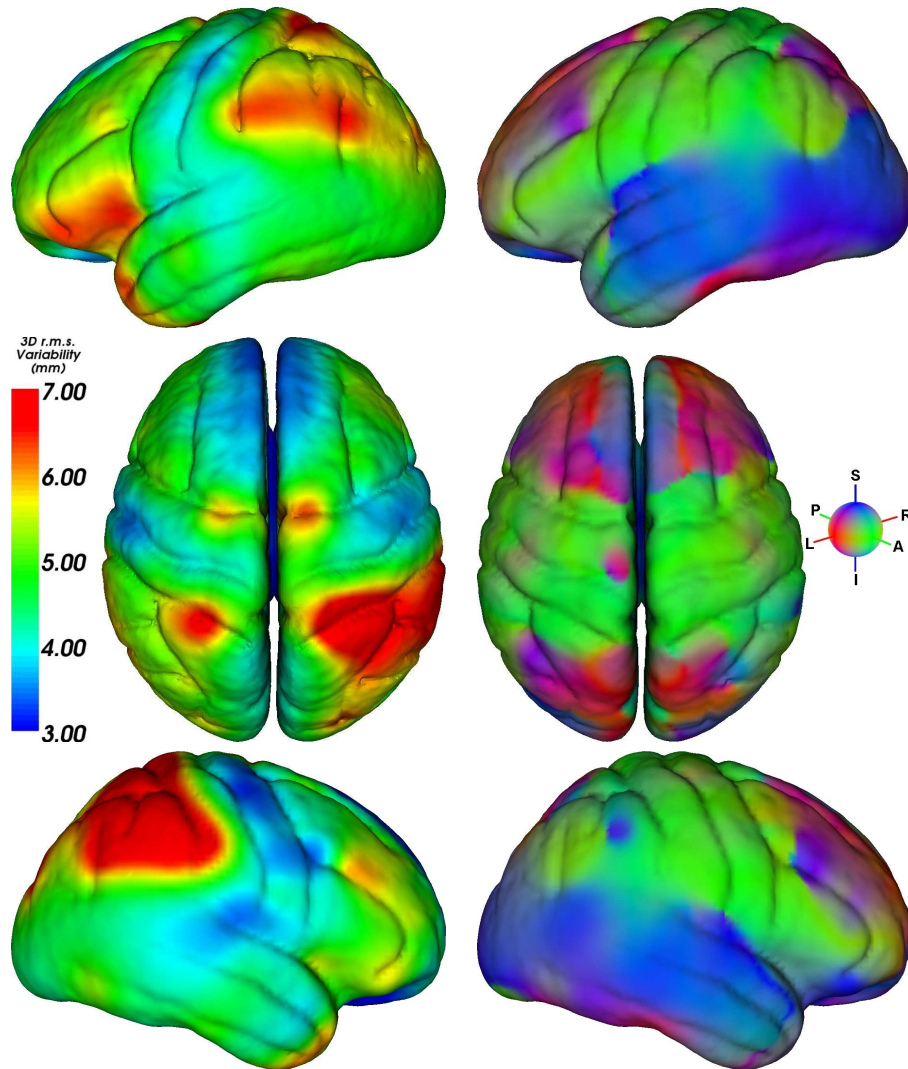 3D r.m.s.
Variability
(mm)
7.00
6.00
5.00
4.00
3.00
S
P
R
L
A
I